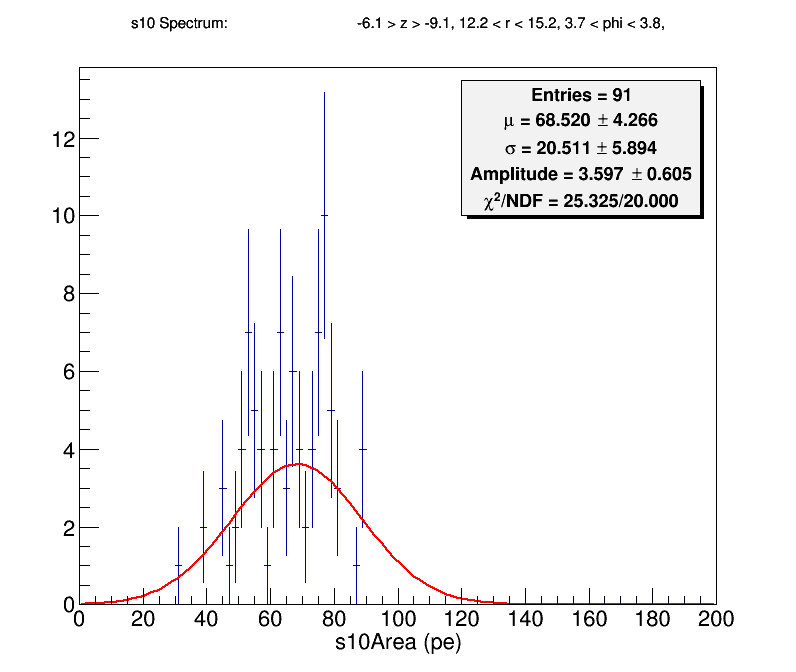 s10 Spectrum: -6.1 > z > -9.1, 12.2 < r < 15.2, 3.7 < phi < 3.8,
Entries = 91
μ = 68.520 ± 4.266
σ = 20.511 ± 5.894
Amplitude = 3.597 ± 0.605
χ²/NDF = 25.325/20.000
12
10
8
6
4
2
0
0 20 40 60 80 100 120 140 160 180 200
s10Area (pe)